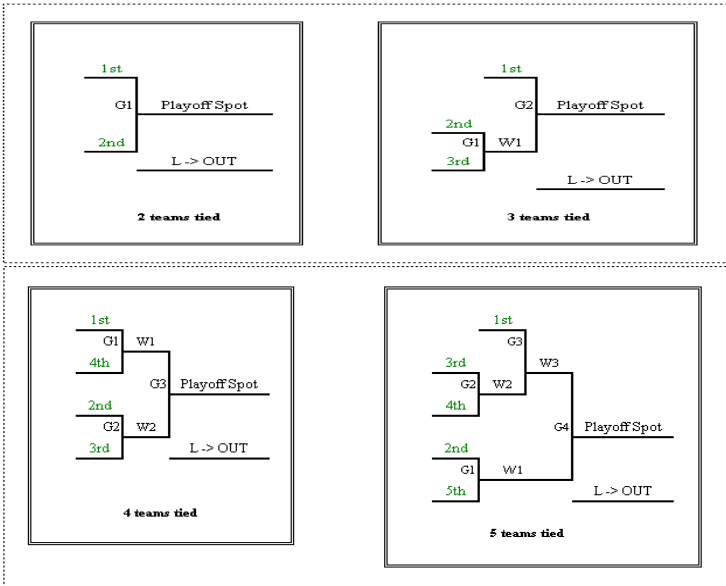 1st
G1 Playoff Spot
2nd
L -> OUT
2 teams tied
1st
G2 Playoff Spot
2nd
G1 W1
3rd
L -> OUT
3 teams tied
1st
G1 W1
4th
G3 Playoff Spot
2nd
G2 W2
3rd
L -> OUT
4 teams tied
1st
G3
3rd
W3
G2 W2
4th
G4 Playoff Spot
2nd
G1 W1
5th
L -> OUT
5 teams tied